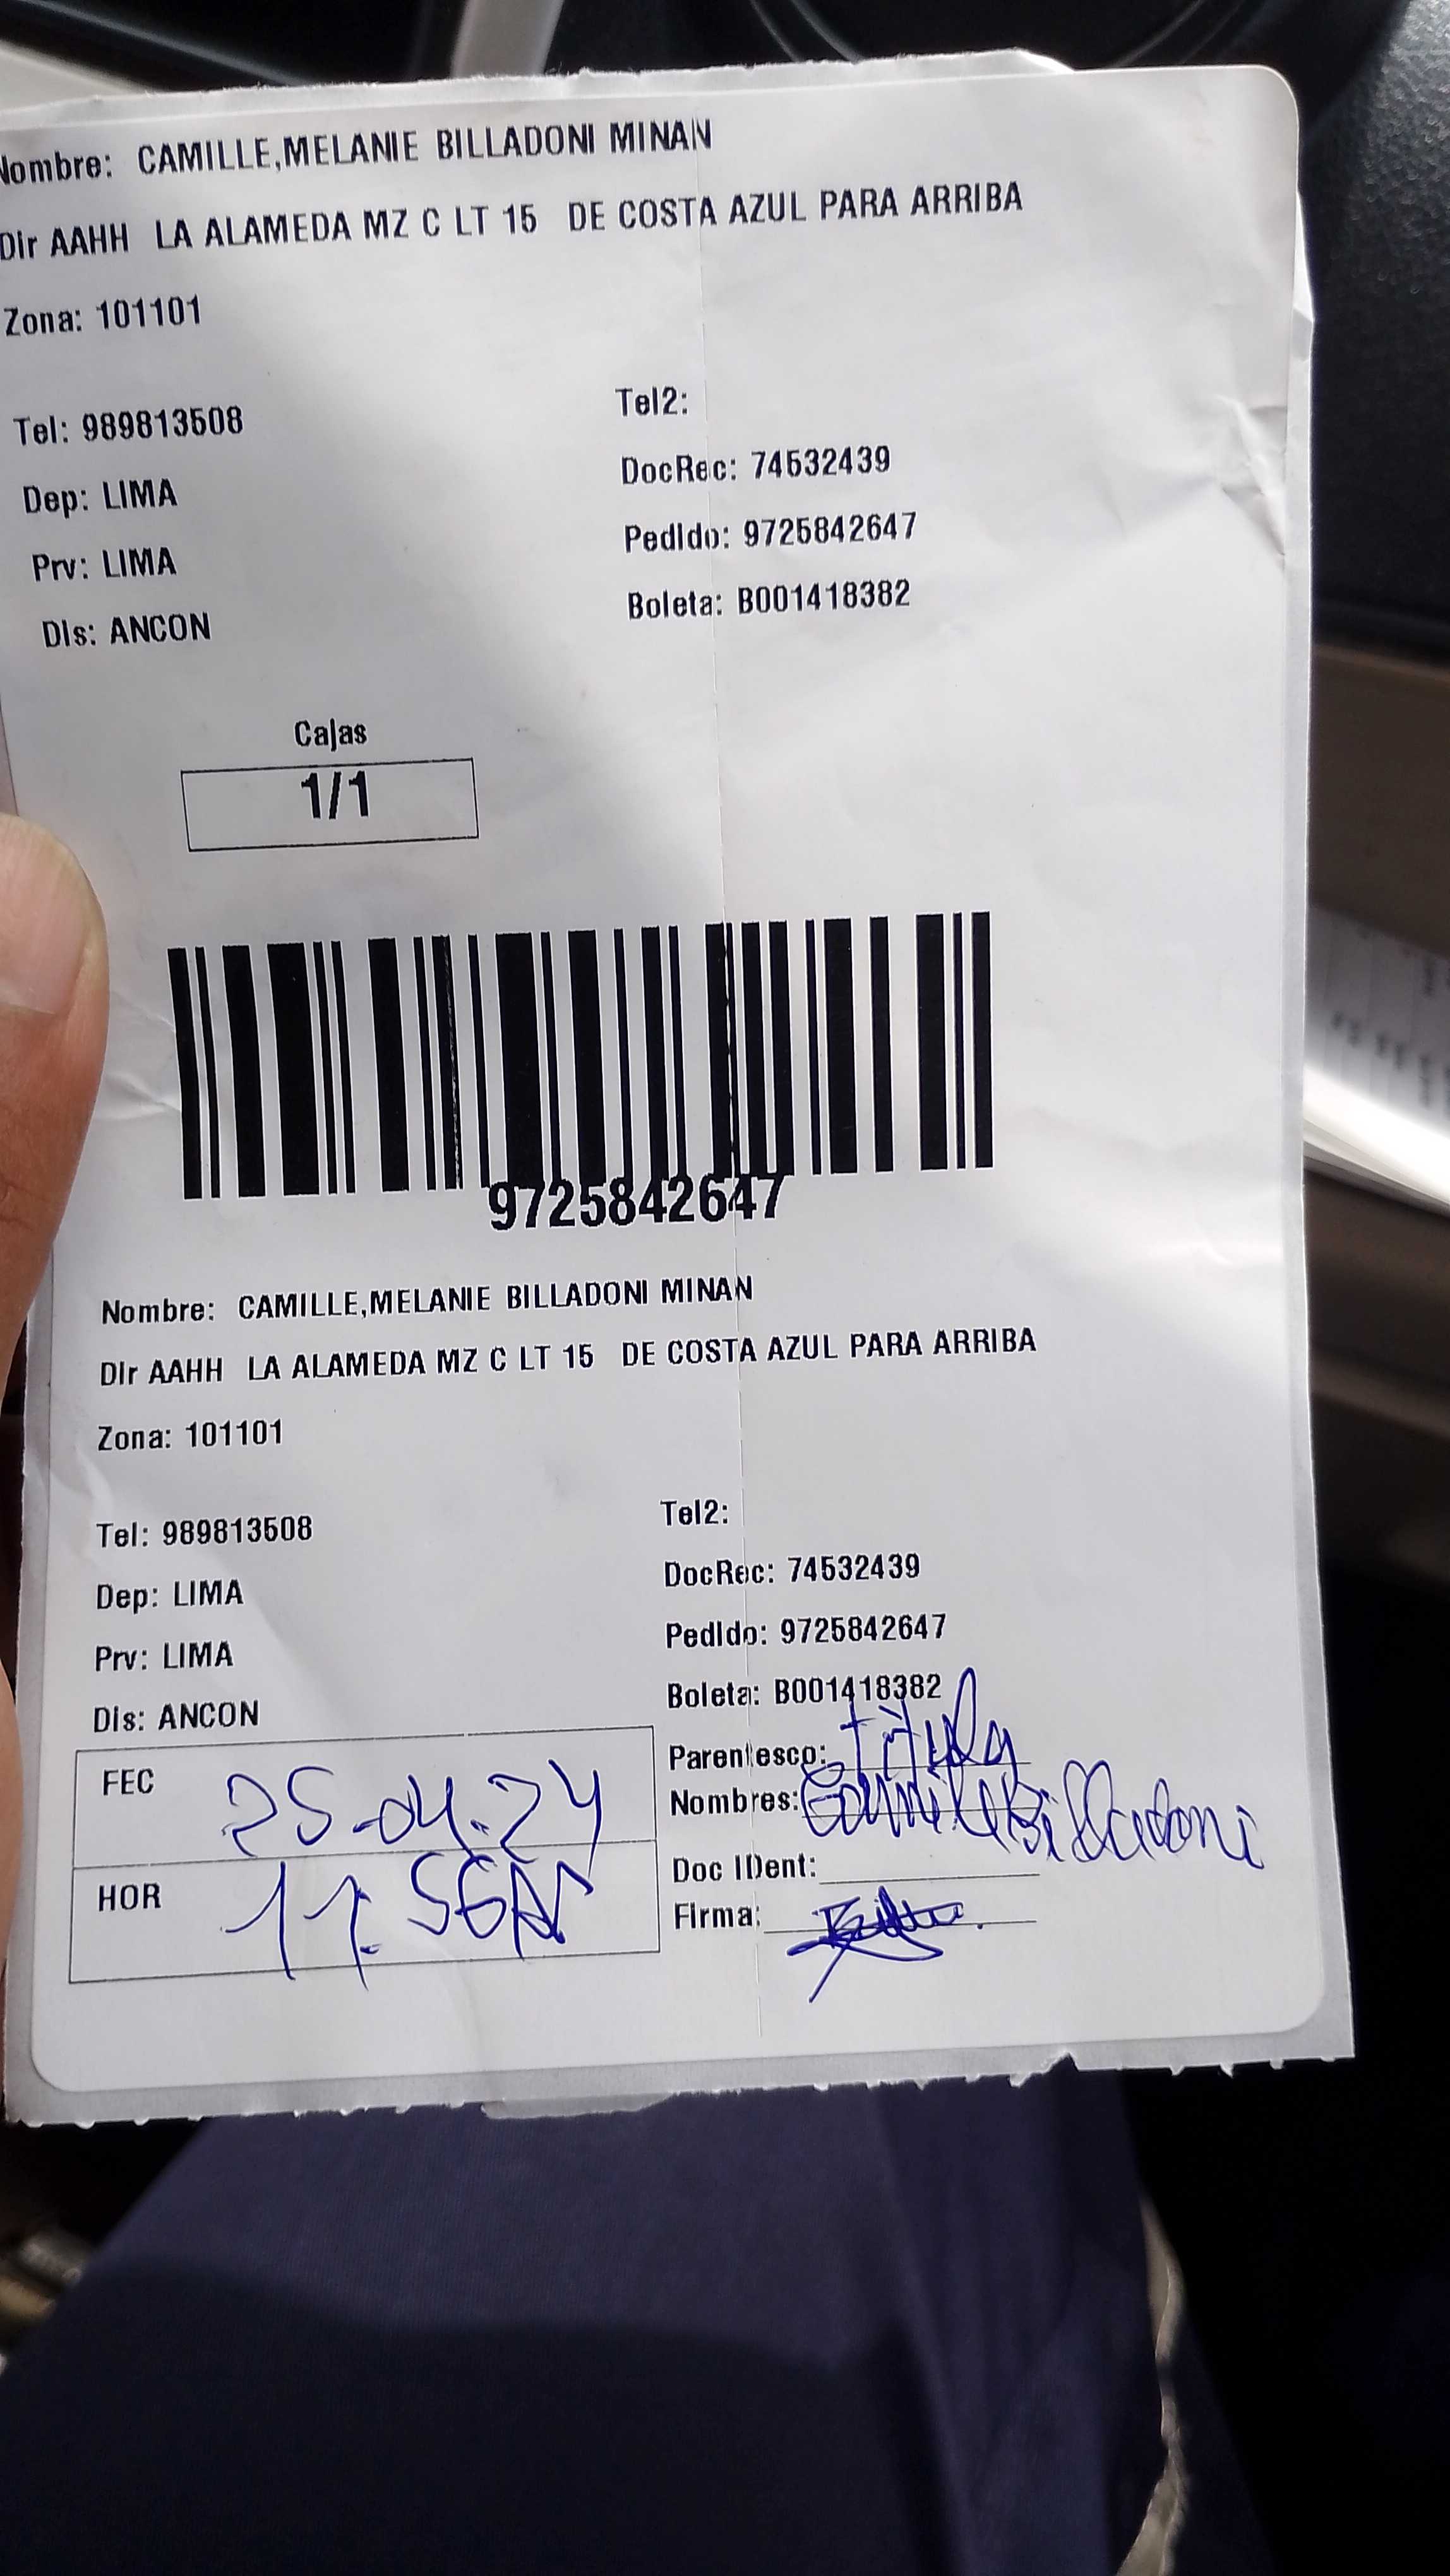 Nombre: CAMILLE,MELANIE BILLADONI MINAN
Dir AAHH LA ALAMEDA MZ C LT 15 DE COSTA AZUL PARA ARRIBA
Zona: 101101
Tel: 989813508 Tel2:
DocRec: 74532439
Dep: LIMA
Pedido: 9725842647
Prv: LIMA
Boleta: B001418382
Dis: ANCON
Cajas
1/1
9725842647
Nombre: CAMILLE,MELANIE BILLADONI MINAN
Dir AAHH LA ALAMEDA MZ C LT 15 DE COSTA AZUL PARA ARRIBA
Zona: 101101
Tel: 989813508 Tel2:
DocRec: 74532439
Dep: LIMA
Pedido: 9725842647
Prv: LIMA
Boleta: B001418382
Dis: ANCON
Parentesco:
FEC 25-04.24
Nombres: Camille Billadoni
Doc IDent:
HOR 11:56AM
Firma: